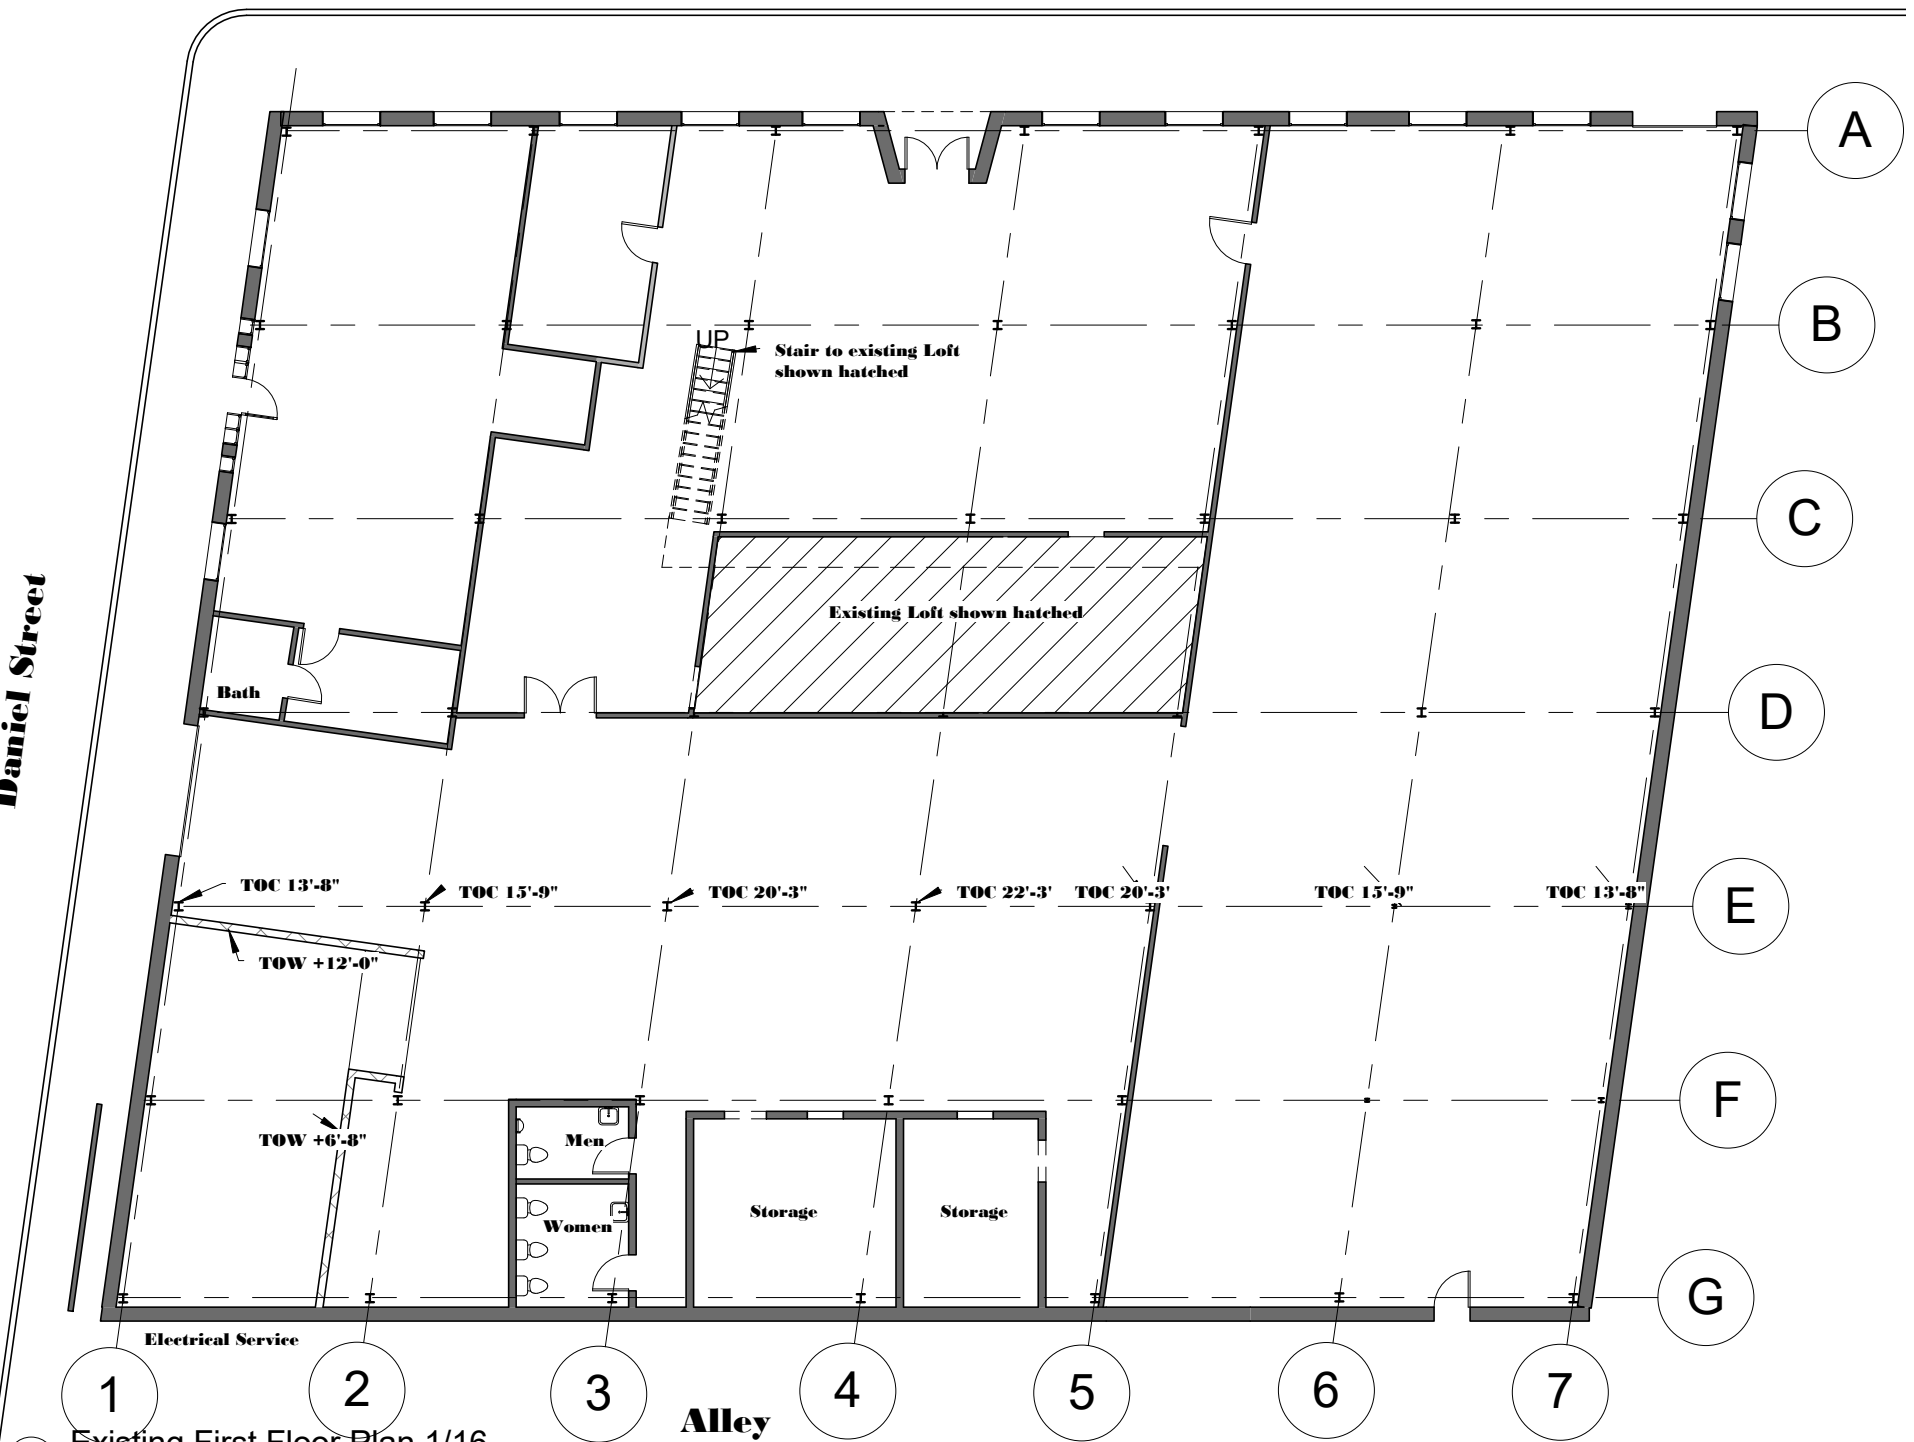 A
B
UP
Stair to existing Loft
shown hatched
C
Daniel Street
Existing Loft shown hatched
Bath
D
TOC 13'-8"
TOC 15'-9"
TOC 20'-3"
TOC 22'-3'
TOC 20'-3'
TOC 15'-9"
TOC 13'-8"
E
TOW +12'-0"
F
TOW +6'-8"
Men
Women
Storage
Storage
G
Electrical Service
1
2
3
4
5
6
7
Alley
Existing First Floor Plan 1/16